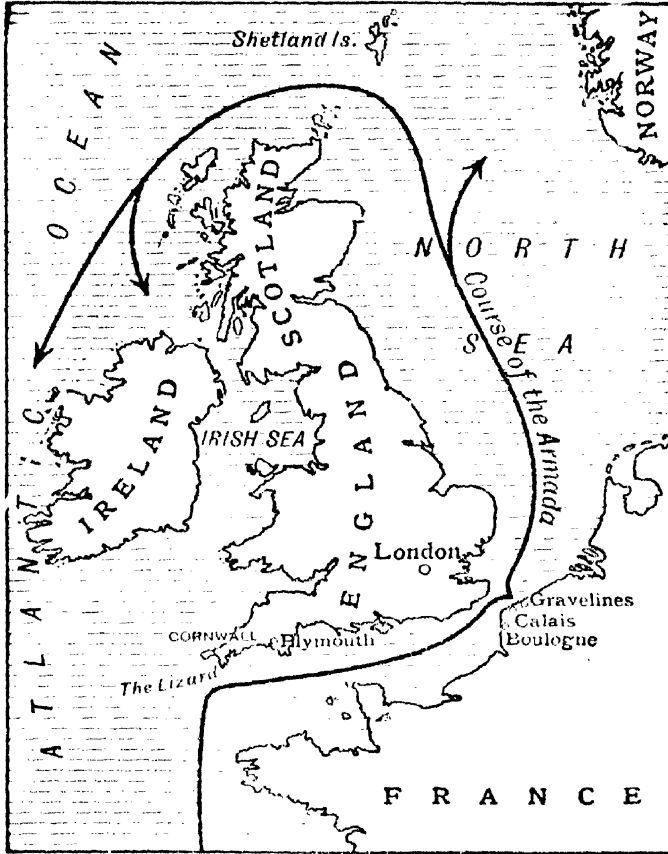 Shetland Is.
NORWAY
ATLANTIC OCEAN
SCOTLAND
NORTH SEA
Course of the Armada
IRELAND
IRISH SEA
ENGLAND
London
Gravelines
Calais
Boulogne
CORNWALL
Plymouth
The Lizard
FRANCE